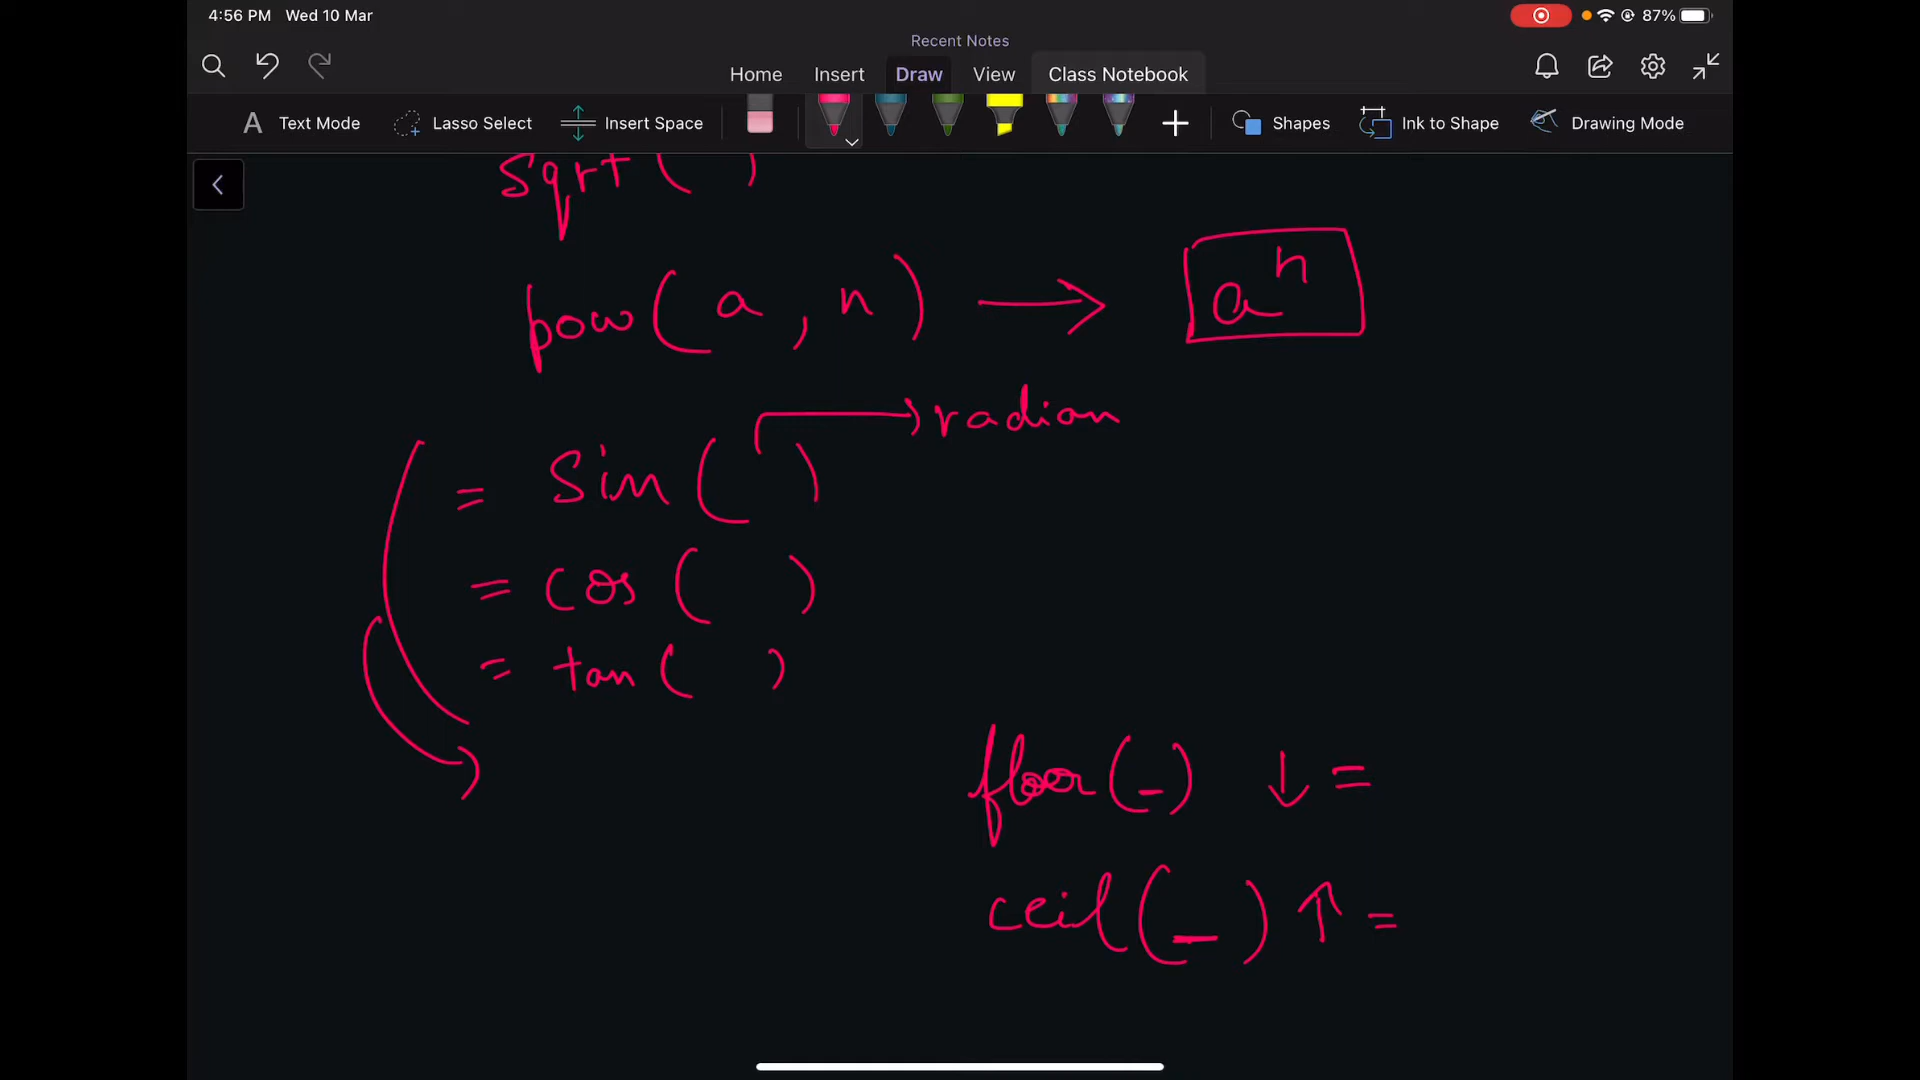 4:56 PM Wed 10 Mar
87%
Recent Notes
Home Insert Draw View Class Notebook
A Text Mode Lasso Select Insert Space Shapes Ink to Shape Drawing Mode
sqrt ( )
pow ( a , n ) → a^n
→ radian
= Sin ( )
= cos ( )
= tan ( )
floor ( _ ) ↓ =
ceil ( _ ) ↑ =